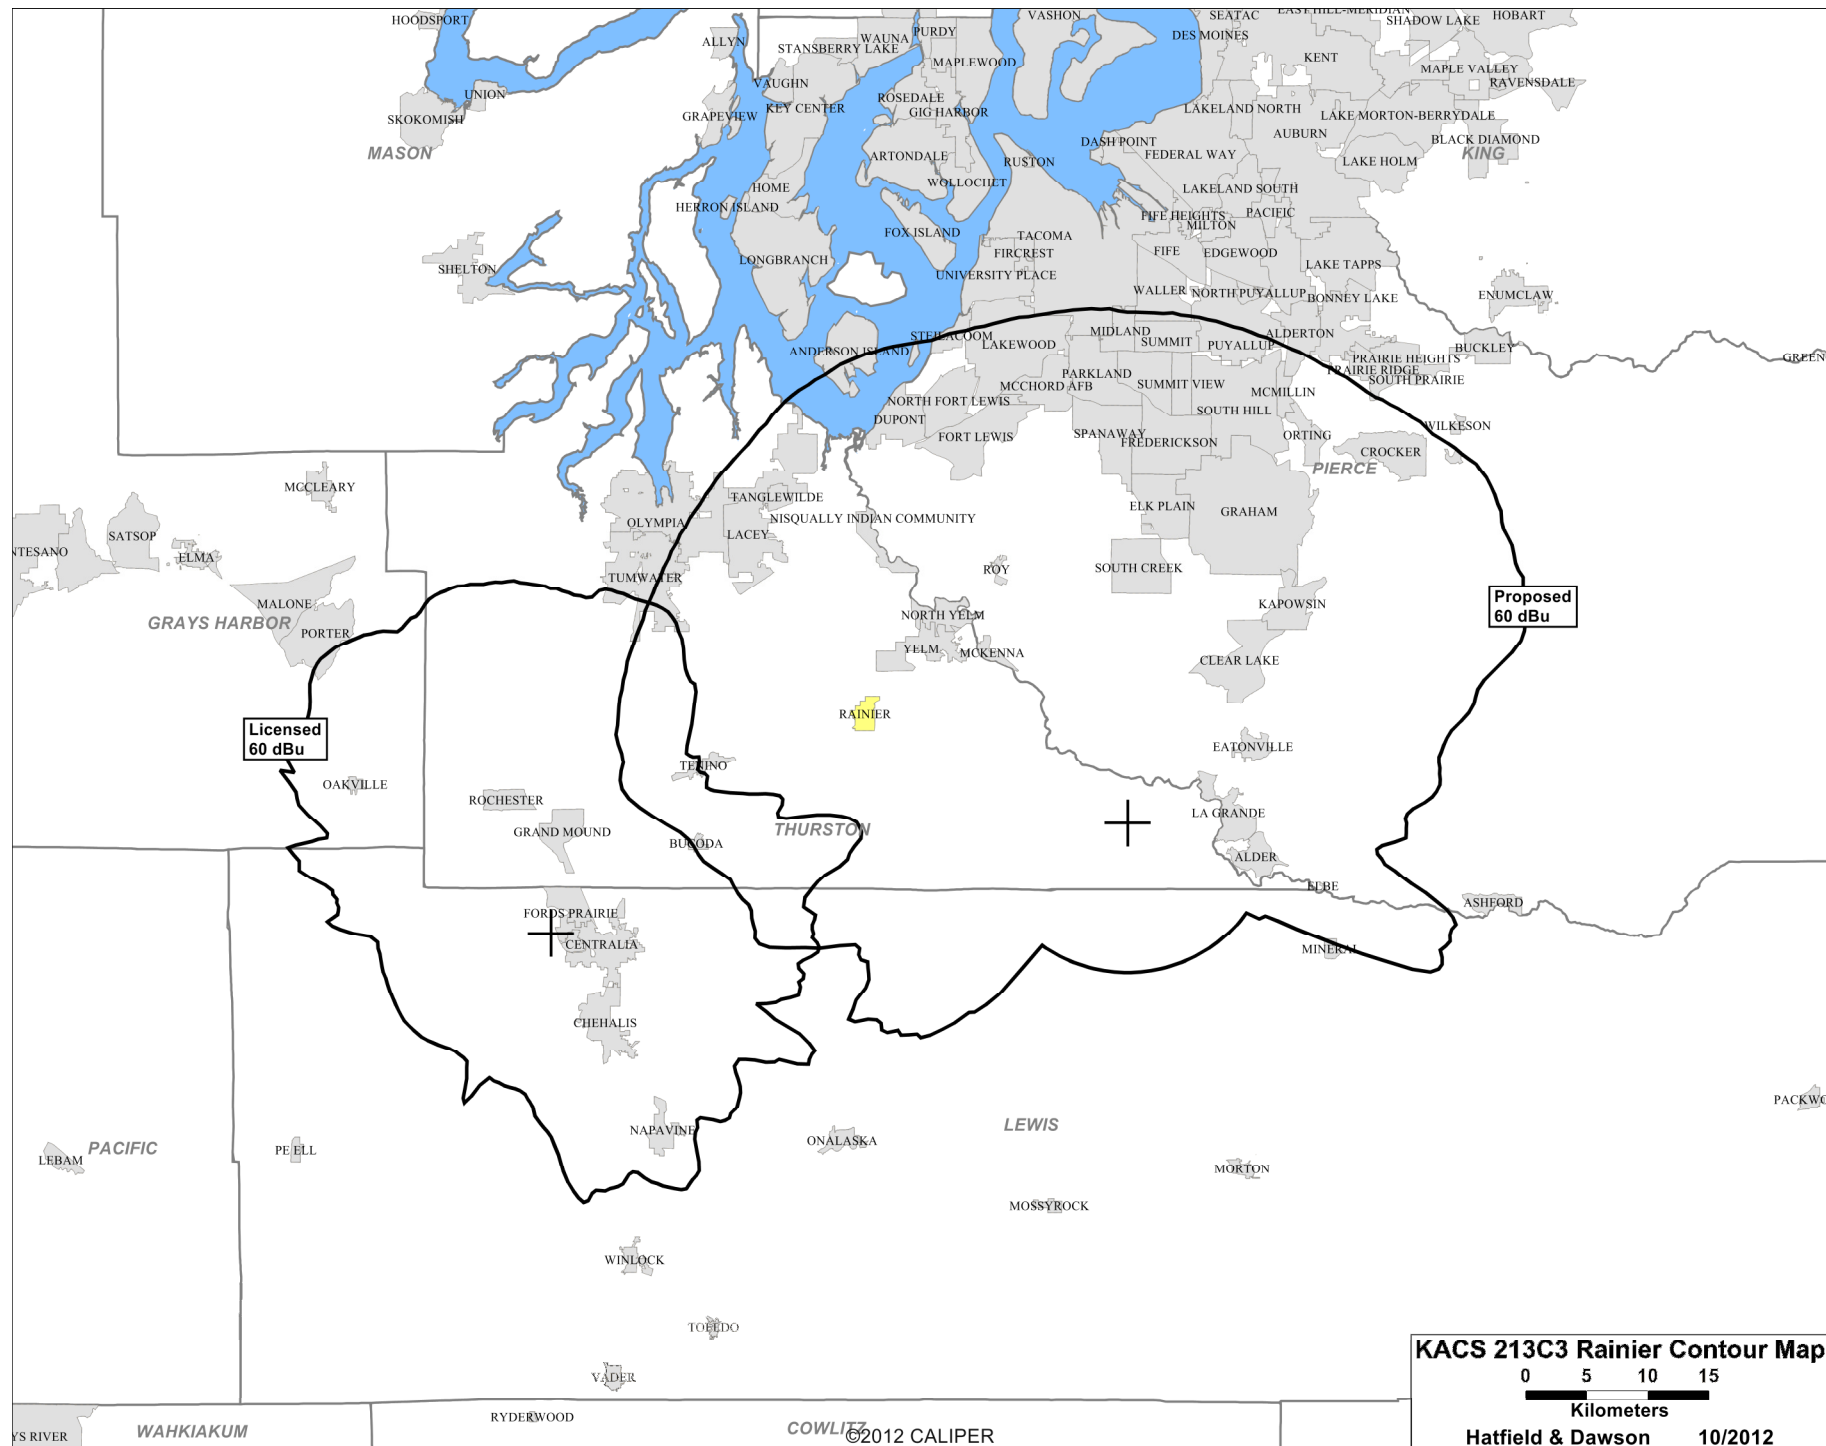 HOODSPORT
ALLYN
STANSBERRY LAKE
WAUNA
PURDY
VASHON
SEATAC
EAST HILL-MERIDIAN
SHADOW LAKE
HOBART
DES MOINES
MAPLEWOOD
KENT
MAPLE VALLEY
RAVENSDALE
UNION
VAUGHN
KEY CENTER
ROSEDALE
GIG HARBOR
LAKELAND NORTH
LAKE MORTON-BERRYDALE
SKOKOMISH
GRAPEVIEW
AUBURN
BLACK DIAMOND
MASON
ARTONDALE
RUSTON
DASH POINT
FEDERAL WAY
LAKE HOLM
KING
HOME
WOLLOCHET
LAKELAND SOUTH
HERRON ISLAND
FIFE HEIGHTS
PACIFIC
MILTON
FOX ISLAND
TACOMA
FIRCREST
FIFE
EDGEWOOD
LAKE TAPPS
SHELTON
LONGBRANCH
UNIVERSITY PLACE
WALLER
NORTH PUYALLUP
BONNEY LAKE
ENUMCLAW
STEILACOOM
LAKEWOOD
MIDLAND
SUMMIT
PUYALLUP
ALDERTON
BUCKLEY
ANDERSON ISLAND
PRAIRIE HEIGHTS
GREEN
PARKLAND
PRAIRIE RIDGE
SOUTH PRAIRIE
MCCHORD AFB
SUMMIT VIEW
MCMILLIN
NORTH FORT LEWIS
SOUTH HILL
DUPONT
FORT LEWIS
SPANAWAY
FREDERICKSON
ORTING
WILKESON
CROCKER
PIERCE
MCCLEARY
TANGLEWILDE
ELK PLAIN
GRAHAM
OLYMPIA
NISQUALLY INDIAN COMMUNITY
SATSOP
NTESANO
ELMA
LACEY
TUMWATER
ROY
SOUTH CREEK
MALONE
PORTER
GRAYS HARBOR
NORTH YELM
KAPOWSIN
Proposed
60 dBu
YELM
MCKENNA
CLEAR LAKE
RAINIER
Licensed
60 dBu
EATONVILLE
TENINO
OAKVILLE
ROCHESTER
GRAND MOUND
THURSTON
LA GRANDE
BUCODA
ALDER
ELBE
ASHFORD
FORDS PRAIRIE
CENTRALIA
MINERAL
CHEHALIS
PACKWO
NAPAVINE
ONALASKA
LEWIS
PACIFIC
LEBAM
PE ELL
MORTON
MOSSYROCK
WINLOCK
TOLEDO
VADER
KACS 213C3 Rainier Contour Map
0 5 10 15
Kilometers
Hatfield & Dawson 10/2012
RYDERWOOD
YS RIVER
WAHKIAKUM
COWLITZ
©2012 CALIPER